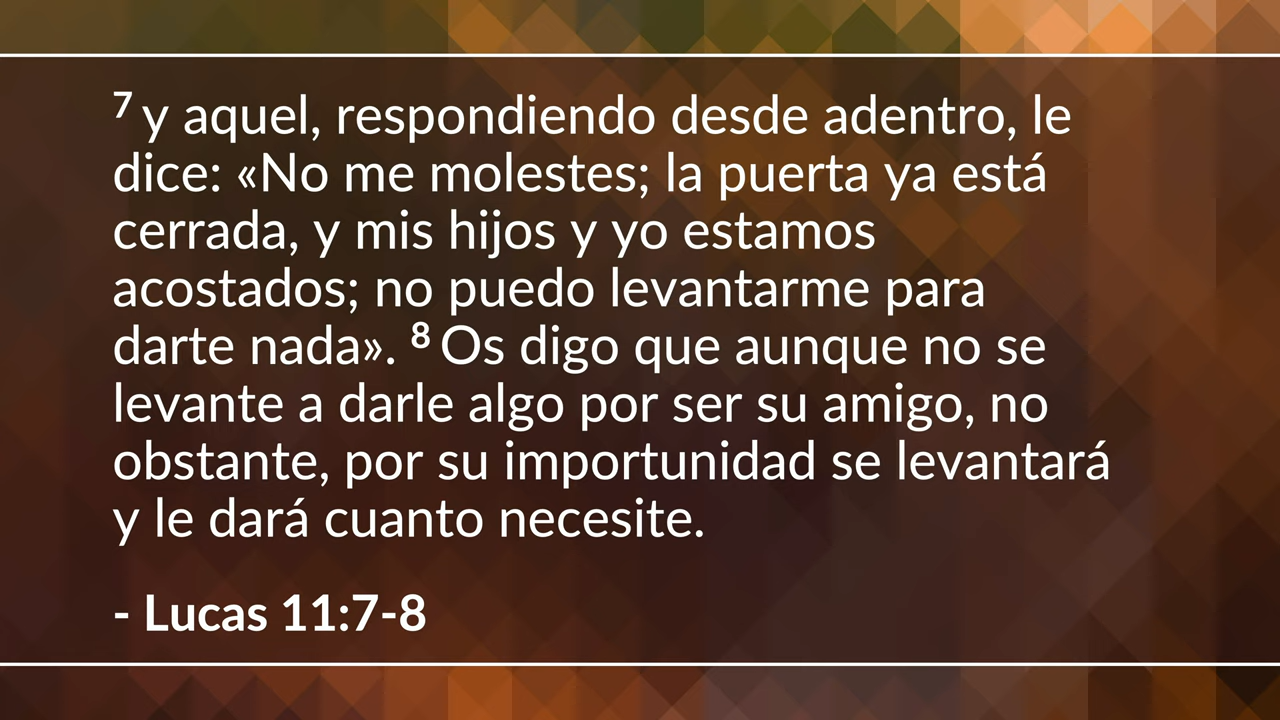 7 y aquel, respondiendo desde adentro, le
dice: «No me molestes; la puerta ya está
cerrada, y mis hijos y yo estamos
acostados; no puedo levantarme para
darte nada». 8 Os digo que aunque no se
levante a darle algo por ser su amigo, no
obstante, por su importunidad se levantará
y le dará cuanto necesite.
- Lucas 11:7-8